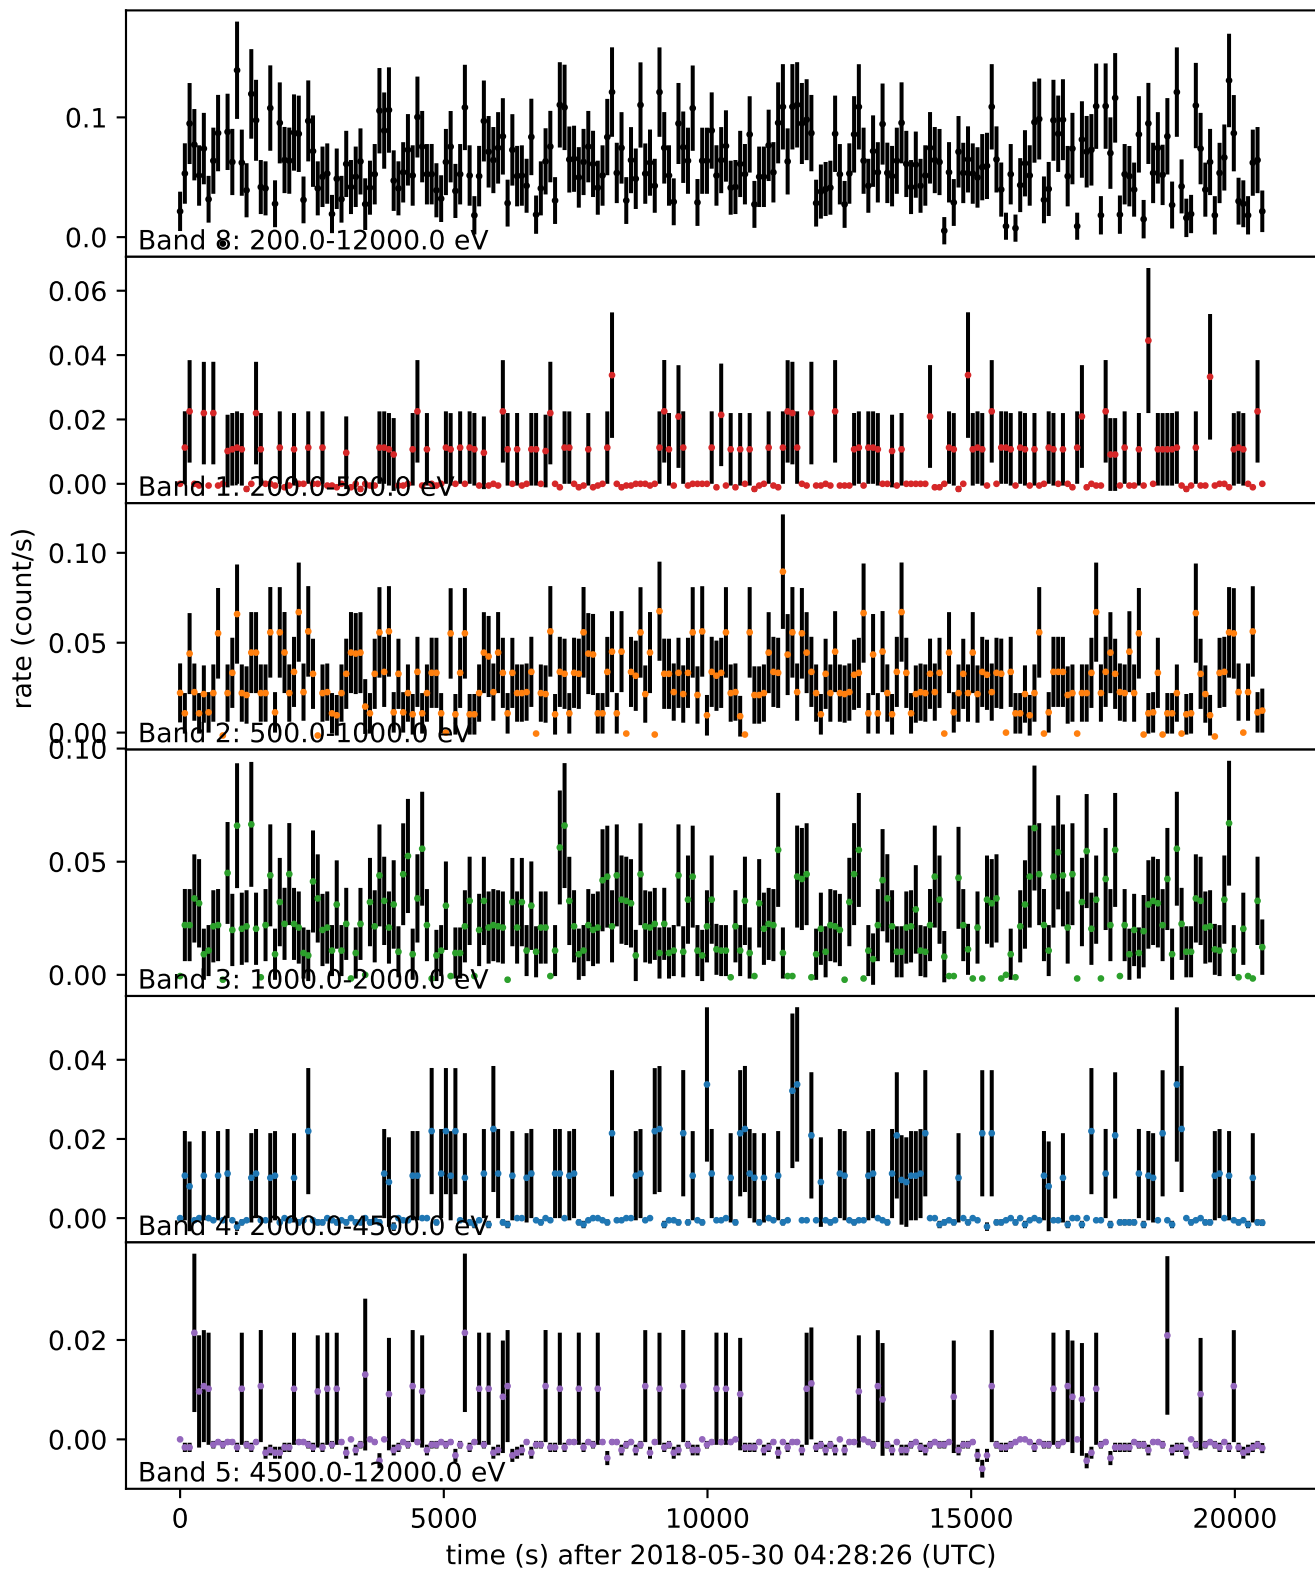 0.1
0.0
Band 8: 200.0-12000.0 eV
0.06
0.04
0.02
0.00
Band 1: 200.0-500.0 eV
rate (count/s)
0.10
0.05
0.00
Band 2: 500.0-1000.0 eV
0.10
0.05
0.00
Band 3: 1000.0-2000.0 eV
0.04
0.02
0.00
Band 4: 2000.0-4500.0 eV
0.02
0.00
Band 5: 4500.0-12000.0 eV
0 5000 10000 15000 20000
time (s) after 2018-05-30 04:28:26 (UTC)